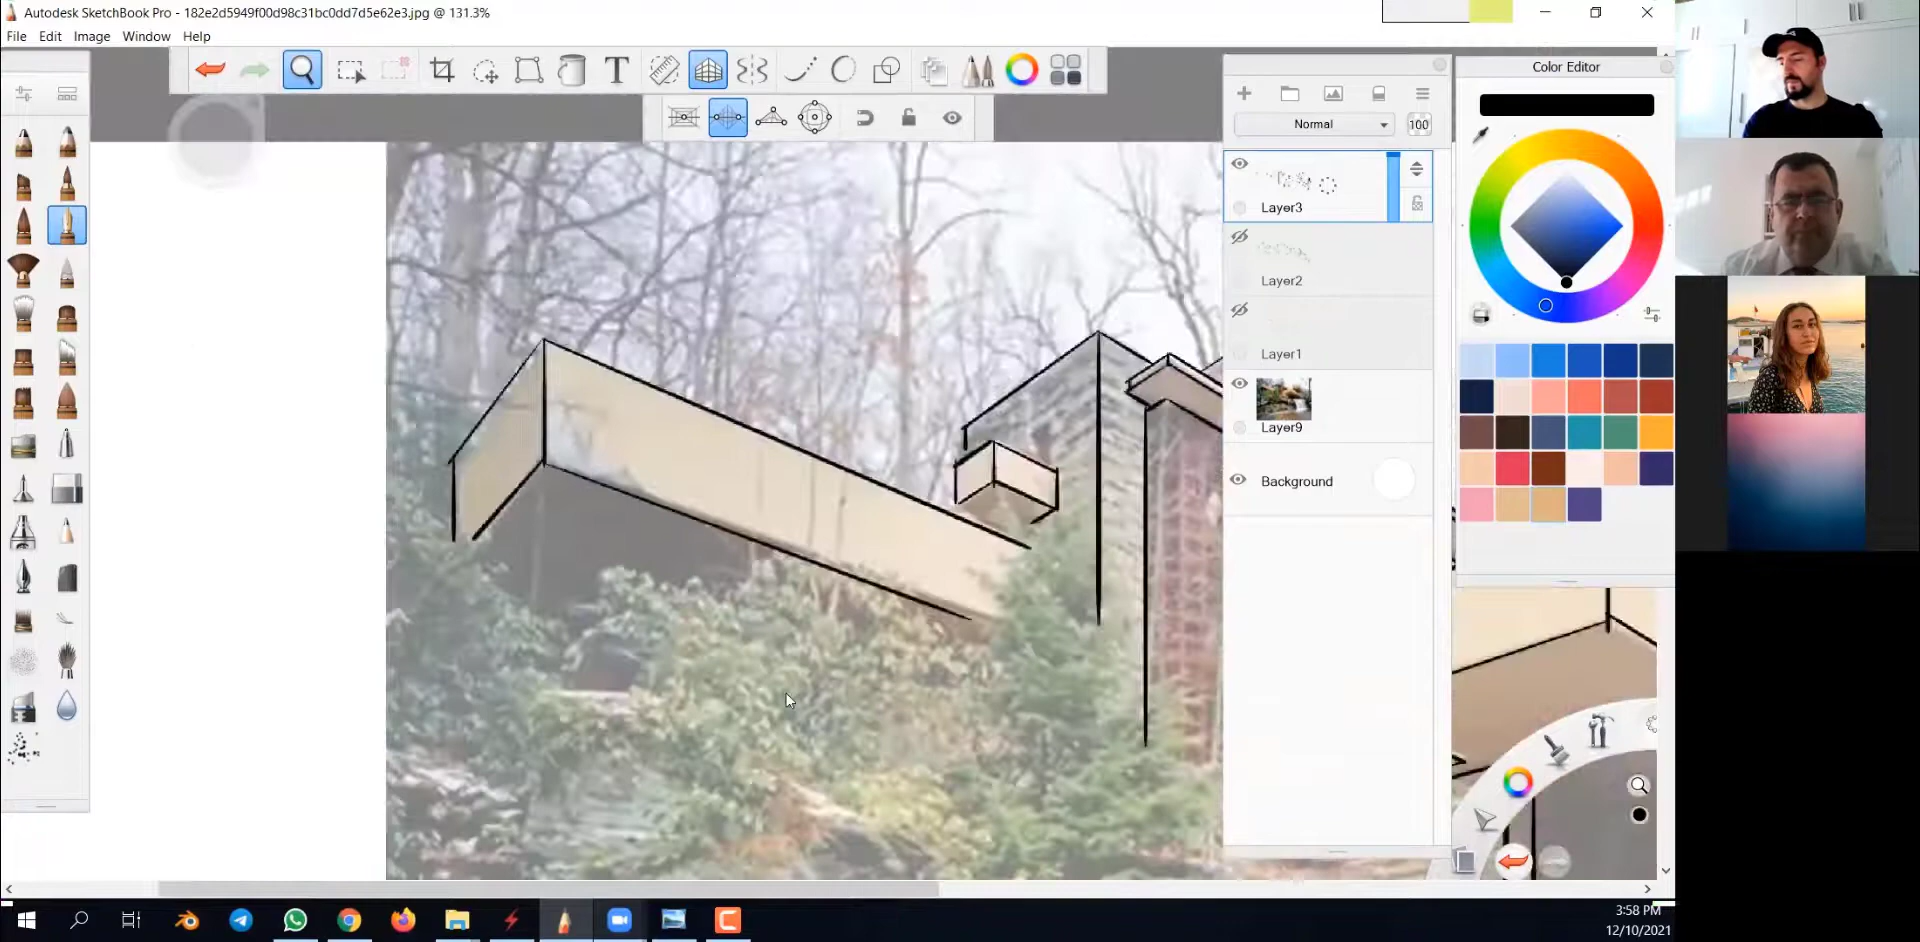 Autodesk SketchBook Pro - 182e2d5949f00d98c31bc0dd7d5e62e3.jpg @ 131.3%
File Edit Image Window Help
T
Color Editor
Normal 100
Layer3
Layer2
Layer1
Layer9
Background
3:58 PM
12/10/2021